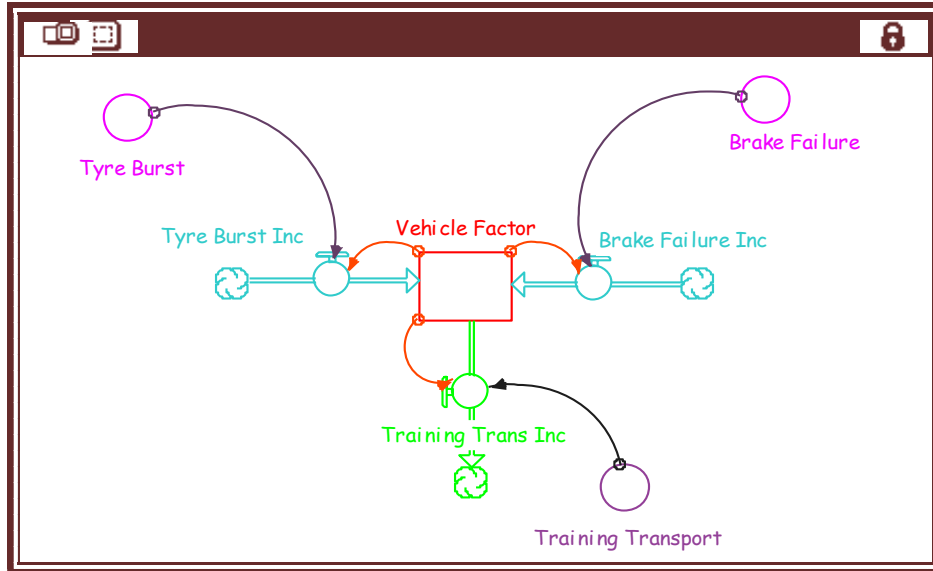 Tyre Burst
Brake Failure
Tyre Burst Inc
Vehicle Factor
Brake Failure Inc
Training Trans Inc
Training Transport